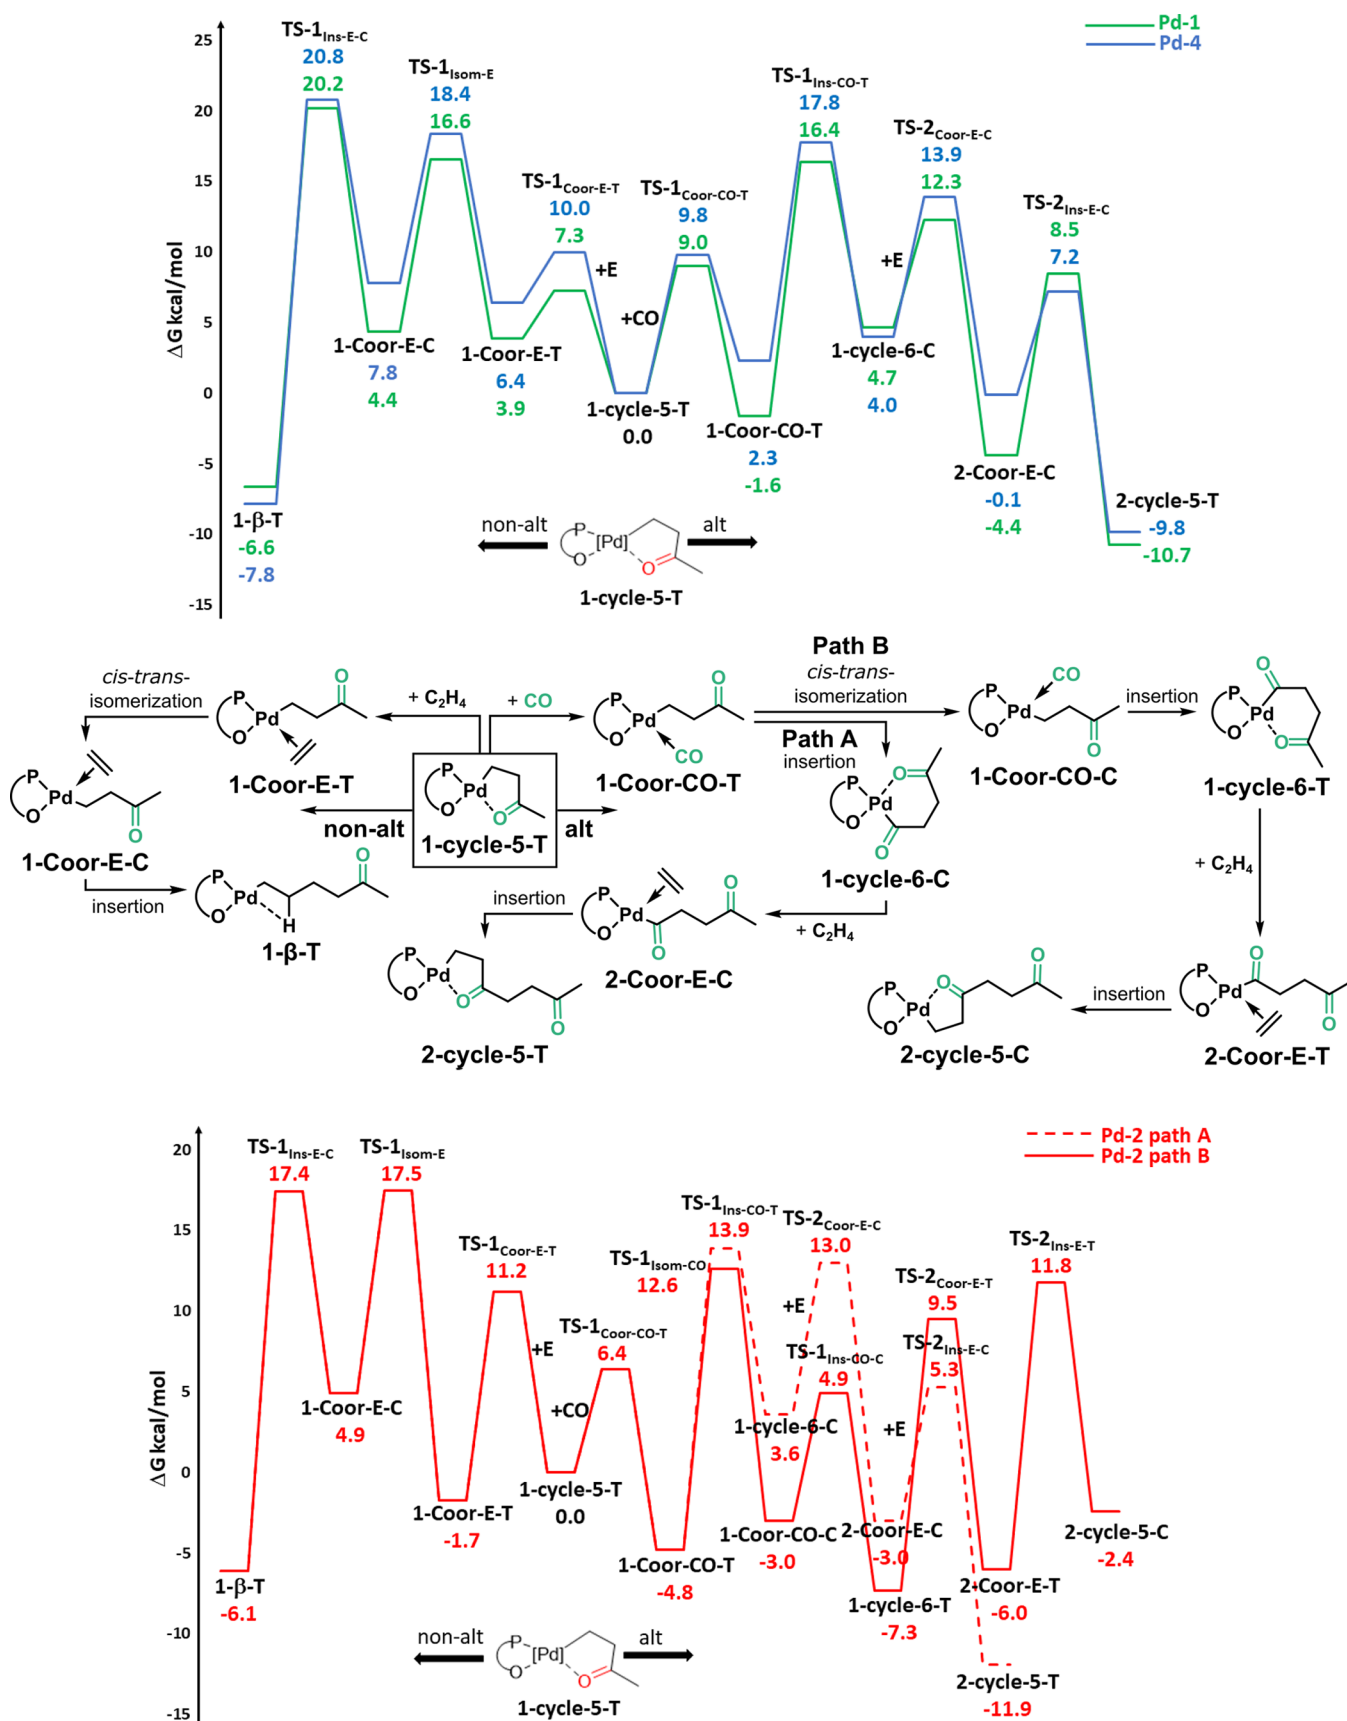 Pd-1
Pd-4
25
20
15
10
5
0
-5
-10
-15
ΔG kcal/mol
TS-1Ins-E-C
20.8
20.2
TS-1Isom-E
18.4
16.6
TS-1Coor-E-T
10.0
7.3
+E
TS-1Coor-CO-T
9.8
9.0
+CO
TS-1Ins-CO-T
17.8
16.4
+E
TS-2Coor-E-C
13.9
12.3
TS-2Ins-E-C
8.5
7.2
1-β-T
-6.6
-7.8
1-Coor-E-C
7.8
4.4
1-Coor-E-T
6.4
3.9
1-cycle-5-T
0.0
1-Coor-CO-T
2.3
-1.6
1-cycle-6-C
4.7
4.0
2-Coor-E-C
-0.1
-4.4
2-cycle-5-T
-9.8
-10.7
non-alt
P
[Pd]
O
O
alt
1-cycle-5-T
cis-trans-
isomerization
P
Pd
O
O
1-Coor-E-T
+ C2H4
+ CO
P
Pd
O
O
CO
1-Coor-CO-T
Path B
cis-trans-
isomerization
Path A
insertion
P
Pd
O
CO
O
1-Coor-CO-C
insertion
O
P
Pd
O
O
1-cycle-6-T
P
Pd
O
O
1-Coor-E-C
non-alt
P
Pd
O
O
1-cycle-5-T
alt
O
P
Pd
O
O
1-cycle-6-C
+ C2H4
insertion
P
Pd
O
H
O
1-β-T
insertion
P
Pd
O
O
O
2-Coor-E-C
+ C2H4
P
Pd
O
O
O
2-cycle-5-T
P
Pd
O
O
O
2-cycle-5-C
insertion
O
P
Pd
O
O
2-Coor-E-T
Pd-2 path A
Pd-2 path B
20
15
10
5
0
-5
-10
-15
ΔG kcal/mol
TS-1Ins-E-C
17.4
TS-1Isom-E
17.5
TS-1Coor-E-T
11.2
+E
TS-1Coor-CO-T
6.4
+CO
TS-1Isom-CO
12.6
TS-1Ins-CO-T
13.9
TS-2Coor-E-C
13.0
+E
TS-1Ins-CO-C
4.9
TS-2Coor-E-T
9.5
TS-2Ins-E-C
5.3
+E
TS-2Ins-E-T
11.8
1-β-T
-6.1
1-Coor-E-C
4.9
1-Coor-E-T
-1.7
1-cycle-5-T
0.0
1-Coor-CO-T
-4.8
1-cycle-6-C
3.6
1-Coor-CO-C
-3.0
2-Coor-E-C
-3.0
1-cycle-6-T
-7.3
2-Coor-E-T
-6.0
2-cycle-5-C
-2.4
2-cycle-5-T
-11.9
non-alt
P
[Pd]
O
O
alt
1-cycle-5-T